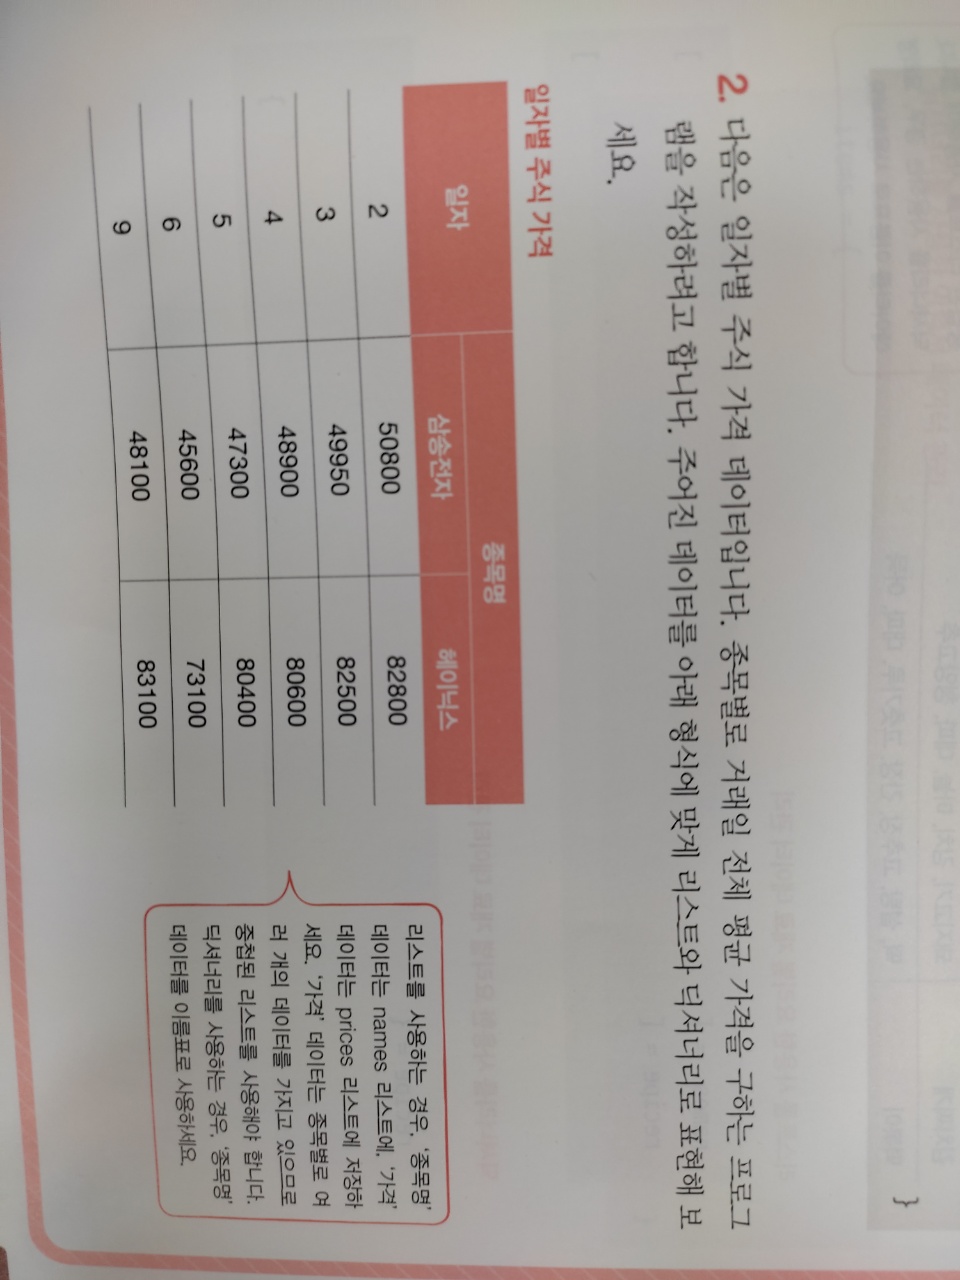 }
2. 다음은 일자별 주식 가격 데이터입니다. 종목별로 거래일 전체 평균 가격을 구하는 프로그
램을 작성하려고 합니다. 주어진 데이터를 아래 형식에 맞게 리스트와 딕셔너리로 표현해 보
세요.
일자별 주식 가격
일자 종목명
삼송전자 헤이닉스
2 50800 82800
3 49950 82500
4 48900 80600
5 47300 80400
6 45600 73100
9 48100 83100
리스트를 사용하는 경우, '종목명'
데이터는 names 리스트에, '가격'
데이터는 prices 리스트에 저장하
세요. '가격' 데이터는 종목별로 여
러 개의 데이터를 가지고 있으므로
중첩된 리스트를 사용해야 합니다.
딕셔너리를 사용하는 경우, '종목명'
데이터를 이름표로 사용하세요.